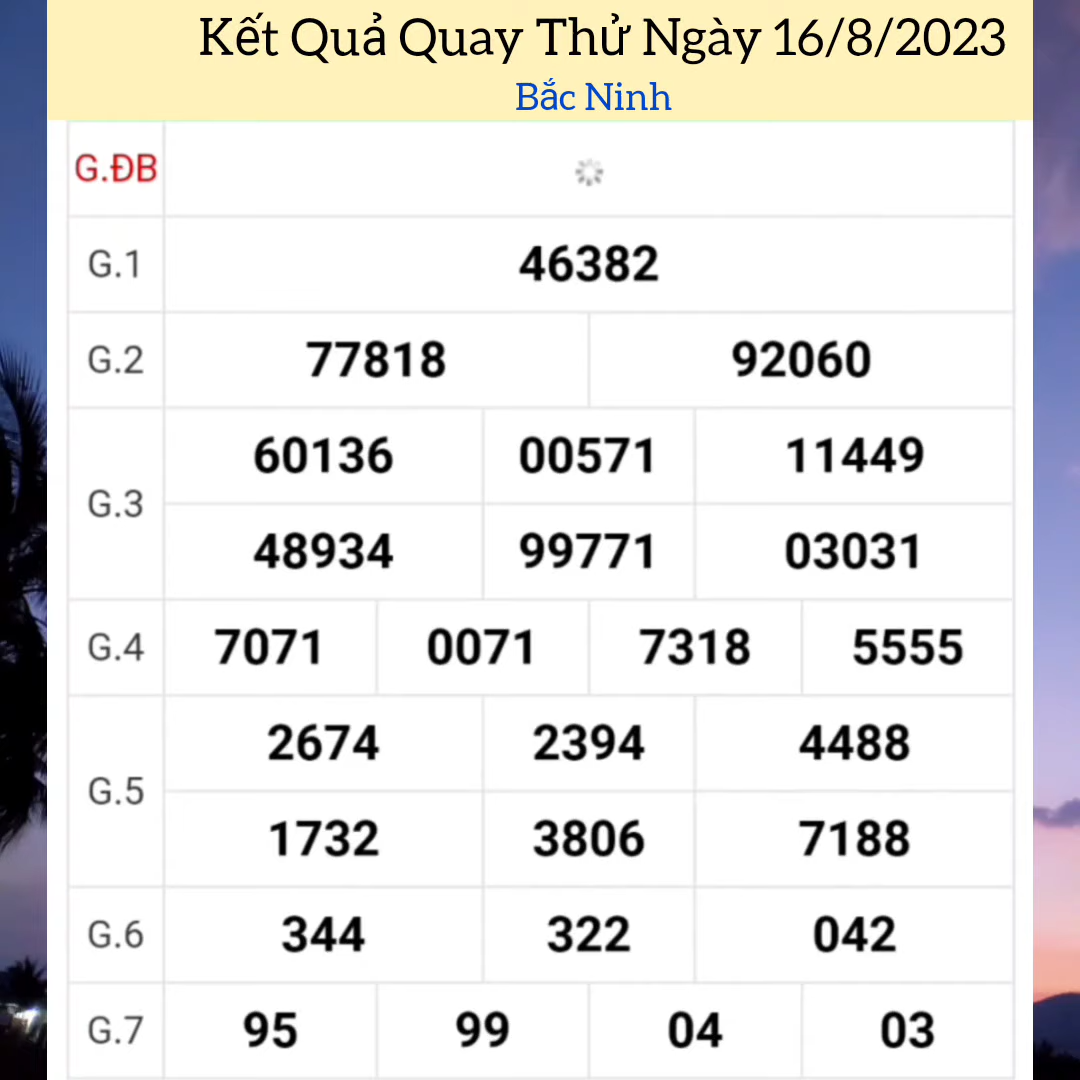 Kết Quả Quay Thử Ngày 16/8/2023
Bắc Ninh
G.ĐB
G.1 46382
G.2 77818 92060
G.3
60136 00571 11449
48934 99771 03031
G.4 7071 0071 7318 5555
G.5
2674 2394 4488
1732 3806 7188
G.6 344 322 042
G.7 95 99 04 03